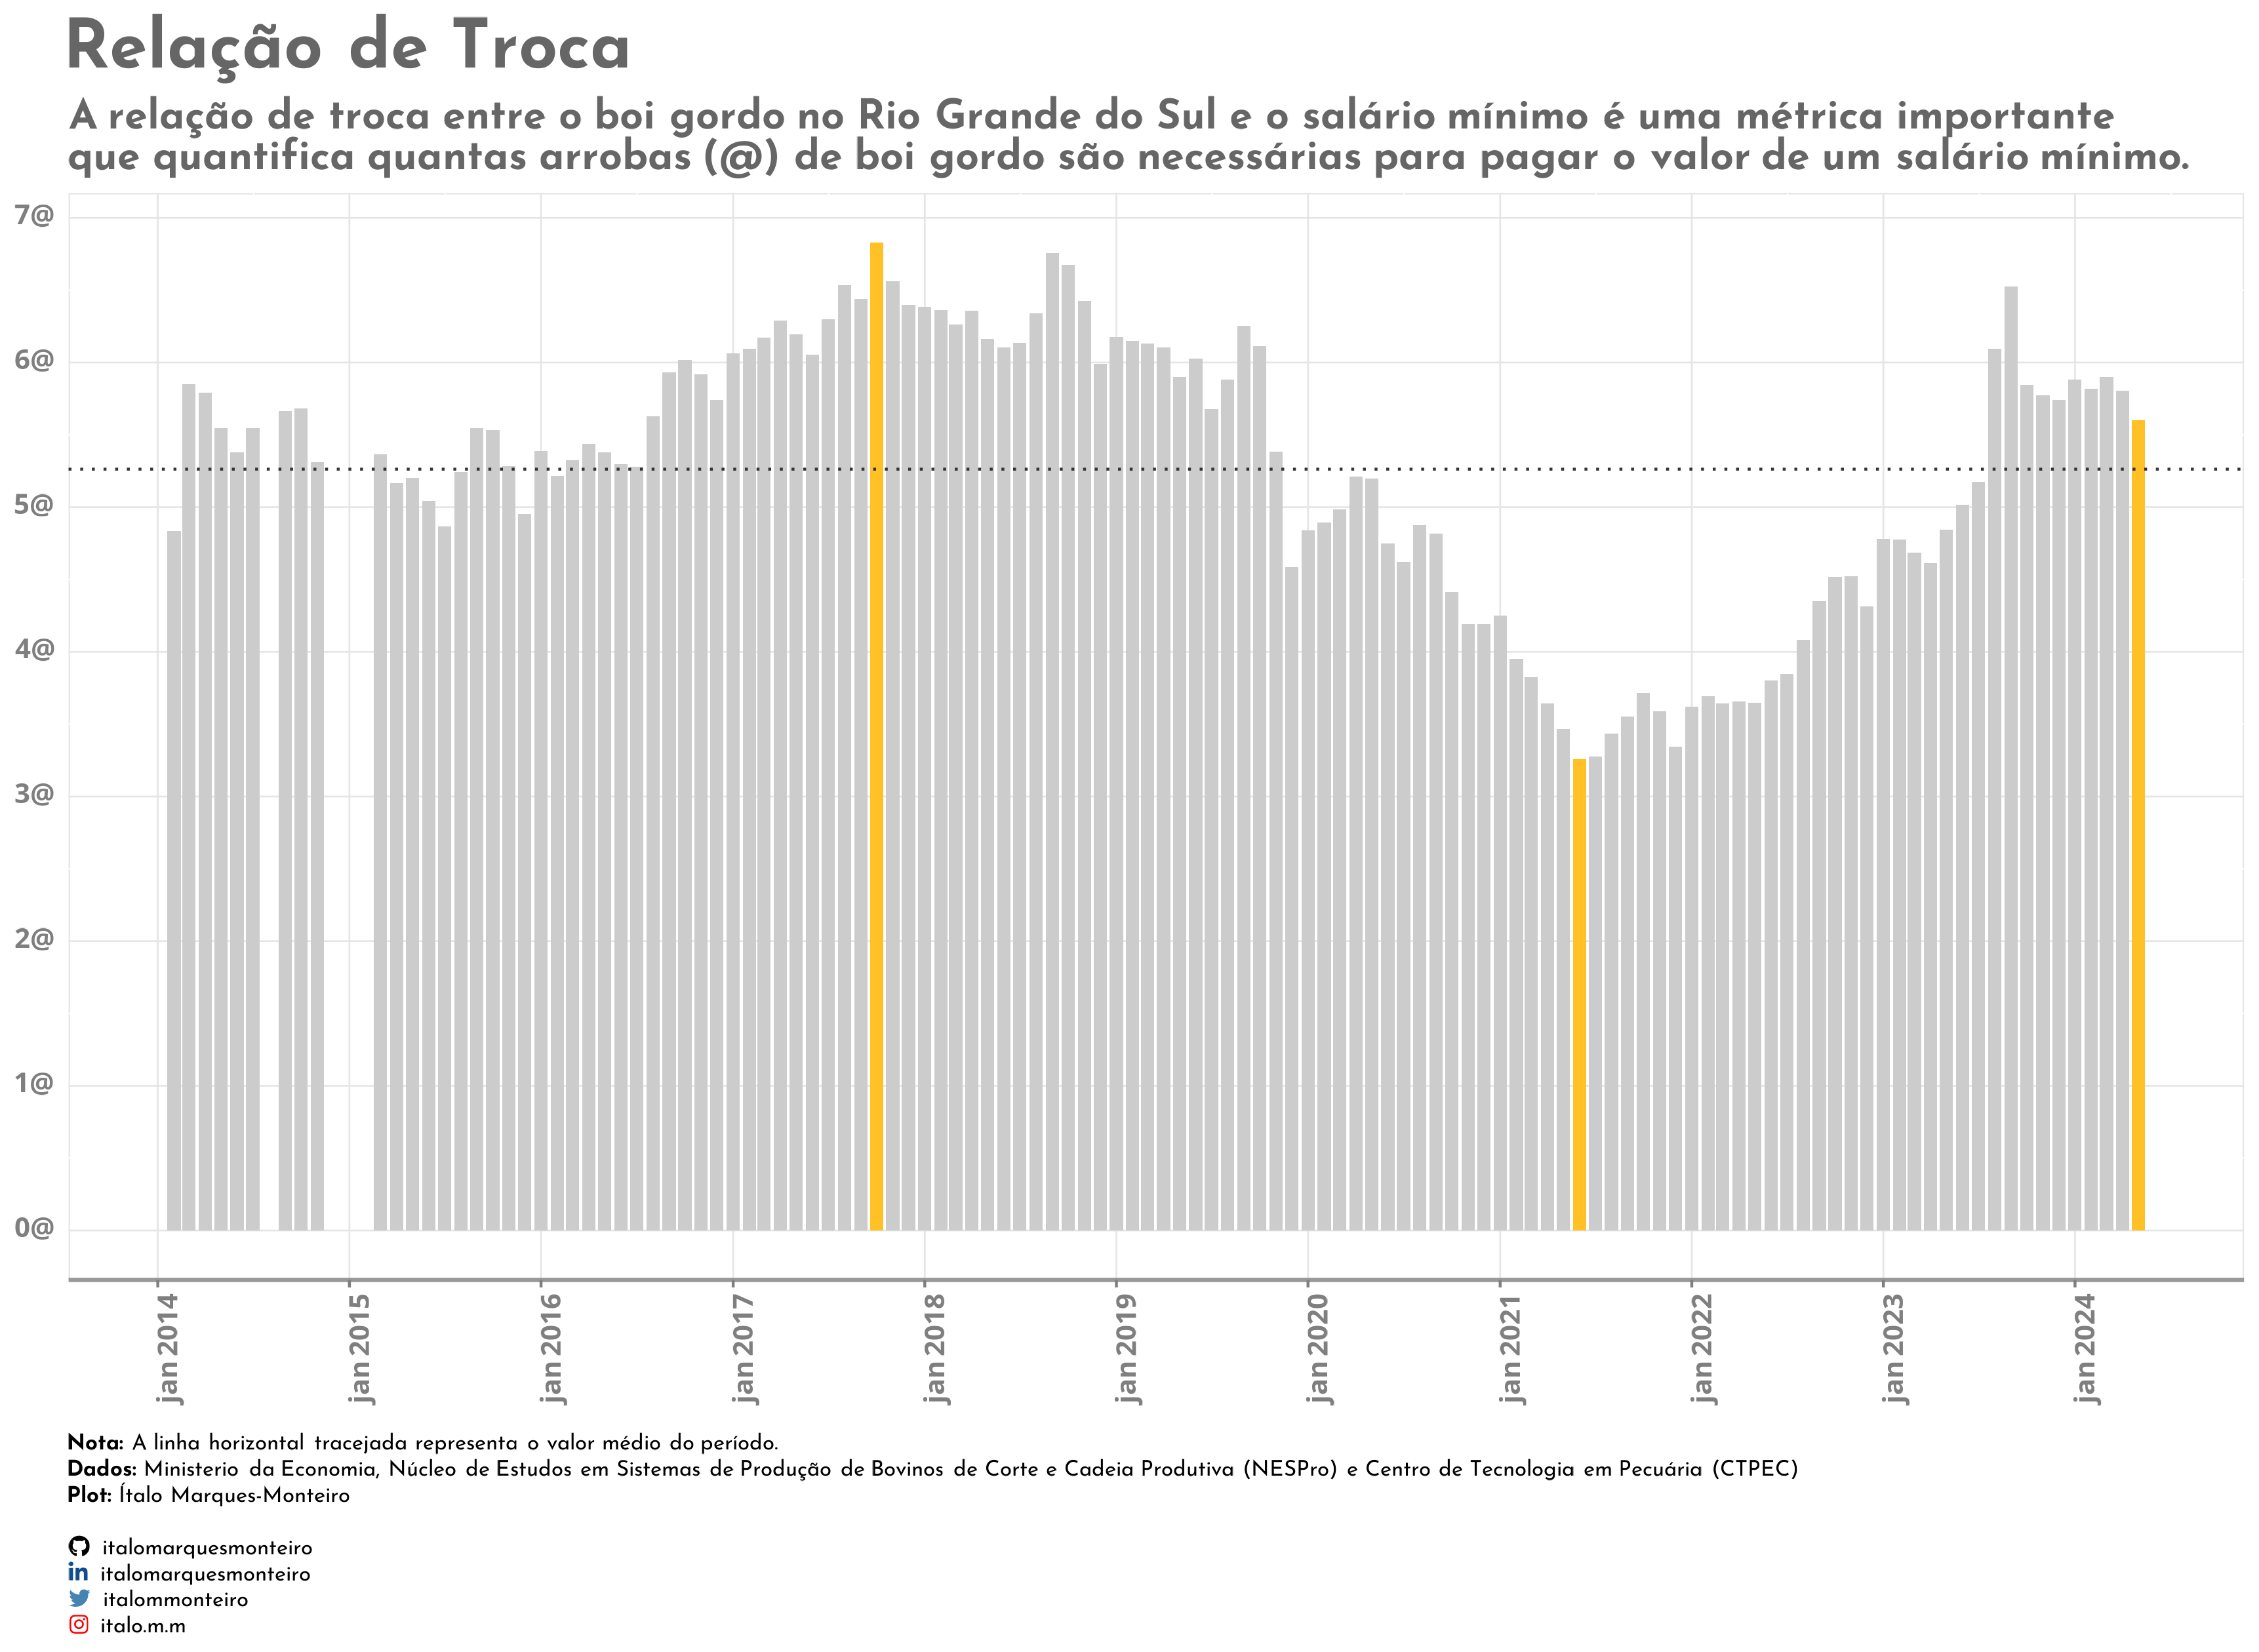 Relação de Troca
A relação de troca entre o boi gordo no Rio Grande do Sul e o salário mínimo é uma métrica importante
que quantifica quantas arrobas (@) de boi gordo são necessárias para pagar o valor de um salário mínimo.
7@
6@
5@
4@
3@
2@
1@
0@
jan 2014
jan 2015
jan 2016
jan 2017
jan 2018
jan 2019
jan 2020
jan 2021
jan 2022
jan 2023
jan 2024
Nota: A linha horizontal tracejada representa o valor médio do período.
Dados: Ministerio da Economia, Núcleo de Estudos em Sistemas de Produção de Bovinos de Corte e Cadeia Produtiva (NESPro) e Centro de Tecnologia em Pecuária (CTPEC)
Plot: Ítalo Marques-Monteiro
italomarquesmonteiro
italomarquesmonteiro
italommonteiro
italo.m.m